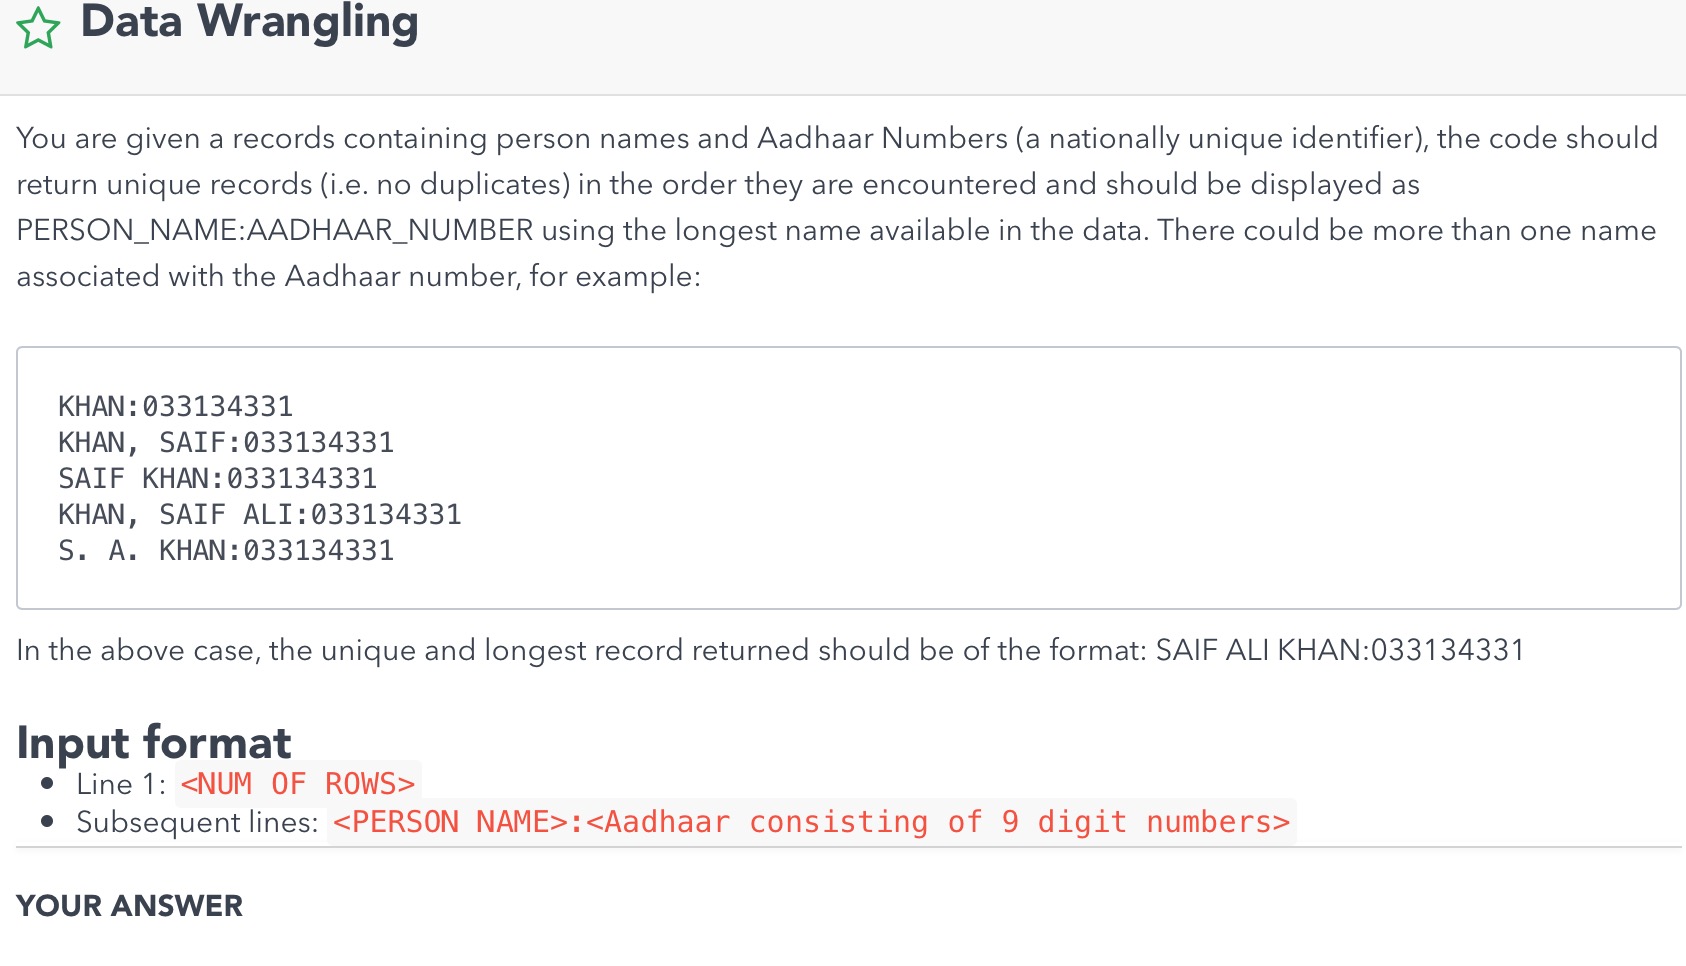 Data Wrangling
You are given a records containing person names and Aadhaar Numbers (a nationally unique identifier), the code should
return unique records (i.e. no duplicates) in the order they are encountered and should be displayed as
PERSON_NAME:AADHAAR_NUMBER using the longest name available in the data. There could be more than one name
associated with the Aadhaar number, for example:
KHAN:033134331
KHAN, SAIF:033134331
SAIF KHAN:033134331
KHAN, SAIF ALI:033134331
S. A. KHAN:033134331
In the above case, the unique and longest record returned should be of the format: SAIF ALI KHAN:033134331
Input format
• Line 1: <NUM OF ROWS>
• Subsequent lines: <PERSON NAME>:<Aadhaar consisting of 9 digit numbers>
YOUR ANSWER